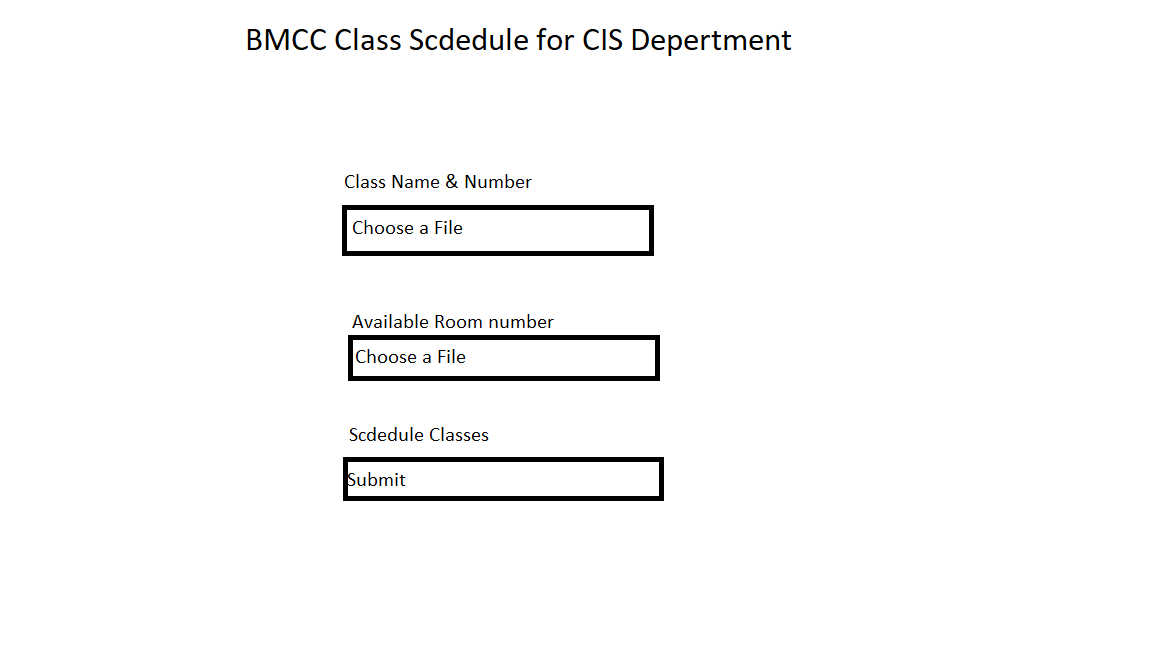 BMCC Class Scdedule for CIS Depertment
Class Name & Number
Choose a File
Available Room number
Choose a File
Scdedule Classes
Submit